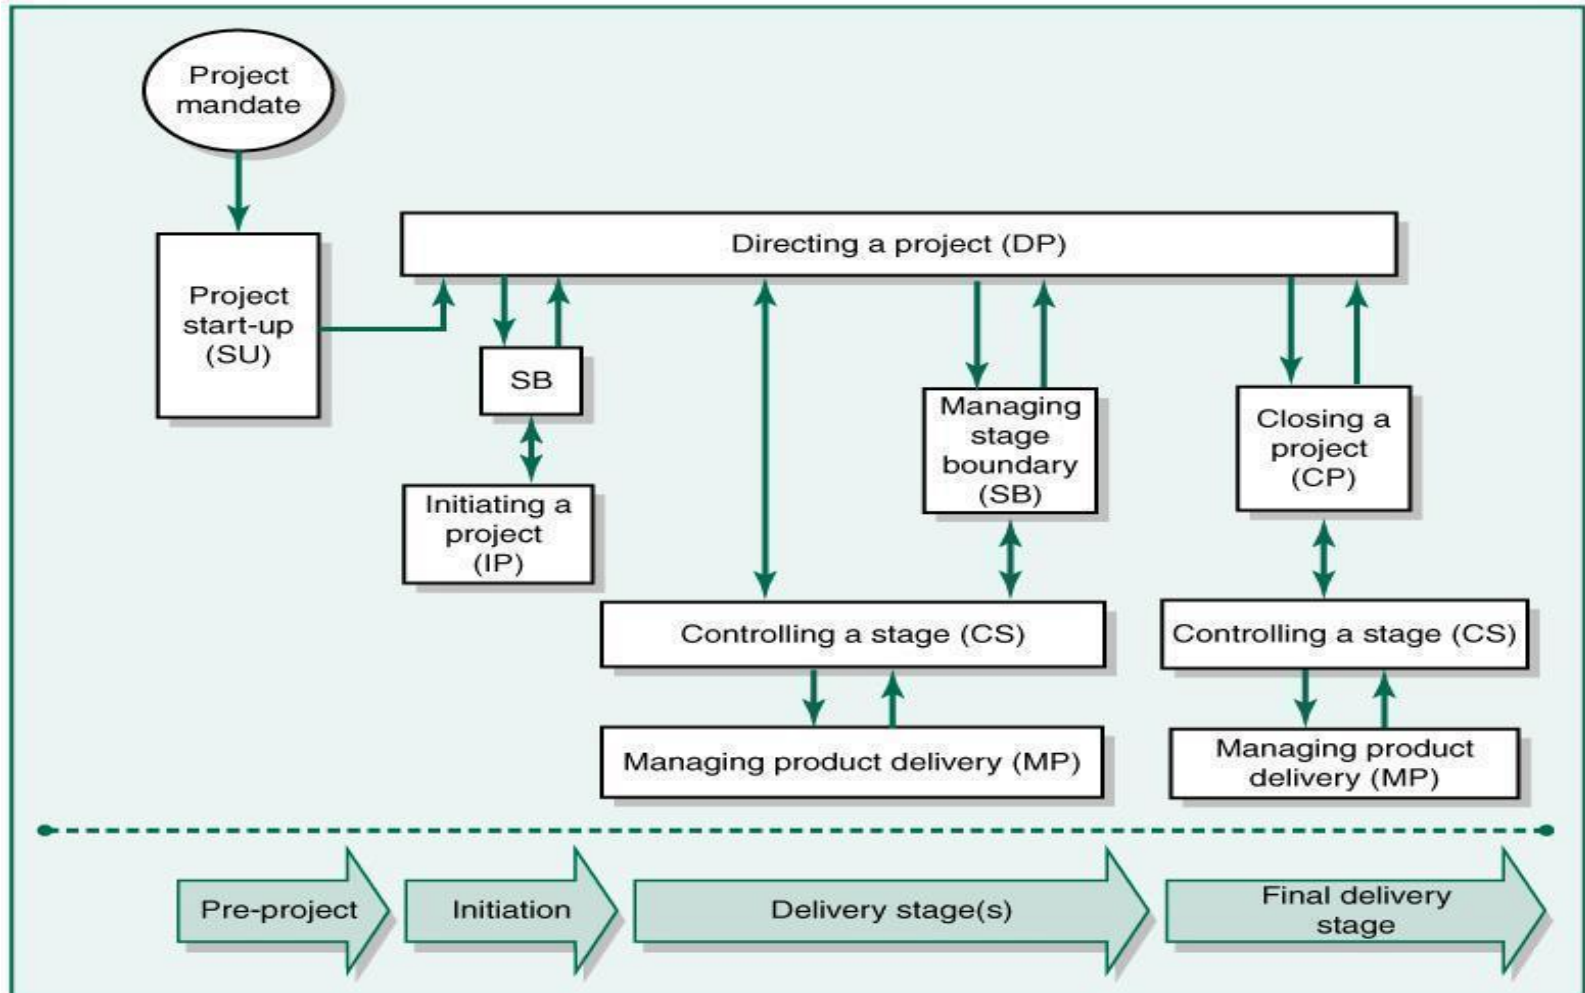 Project
mandate
Directing a project (DP)
Project
start-up
(SU)
SB
Managing
stage
boundary
(SB)
Closing a
project
(CP)
Initiating a
project
(IP)
Controlling a stage (CS)
Controlling a stage (CS)
Managing product delivery (MP)
Managing product
delivery (MP)
Pre-project
Initiation
Delivery stage(s)
Final delivery
stage